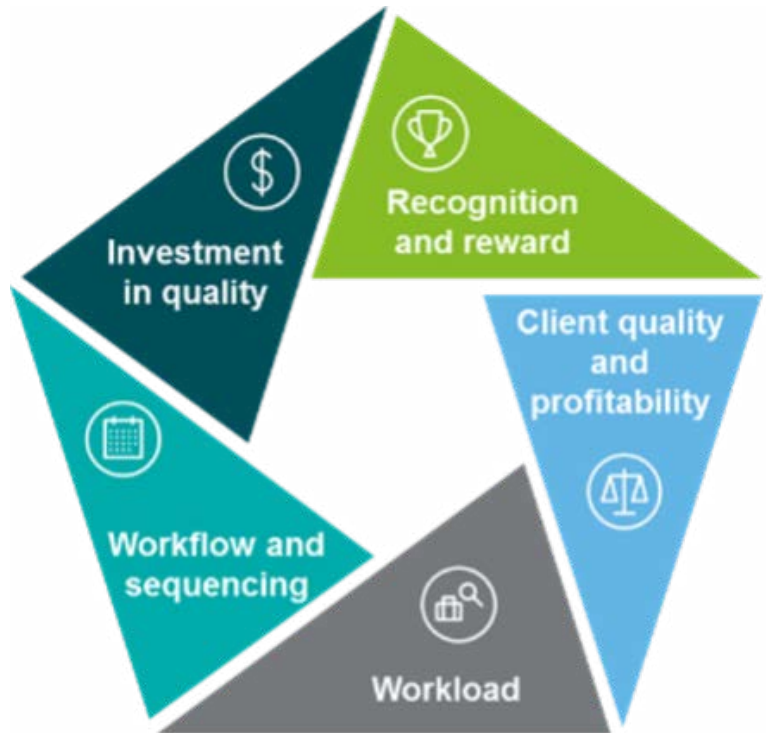 Recognition
and reward
Investment
in quality
Client quality
and
profitability
Workflow and
sequencing
Workload
$